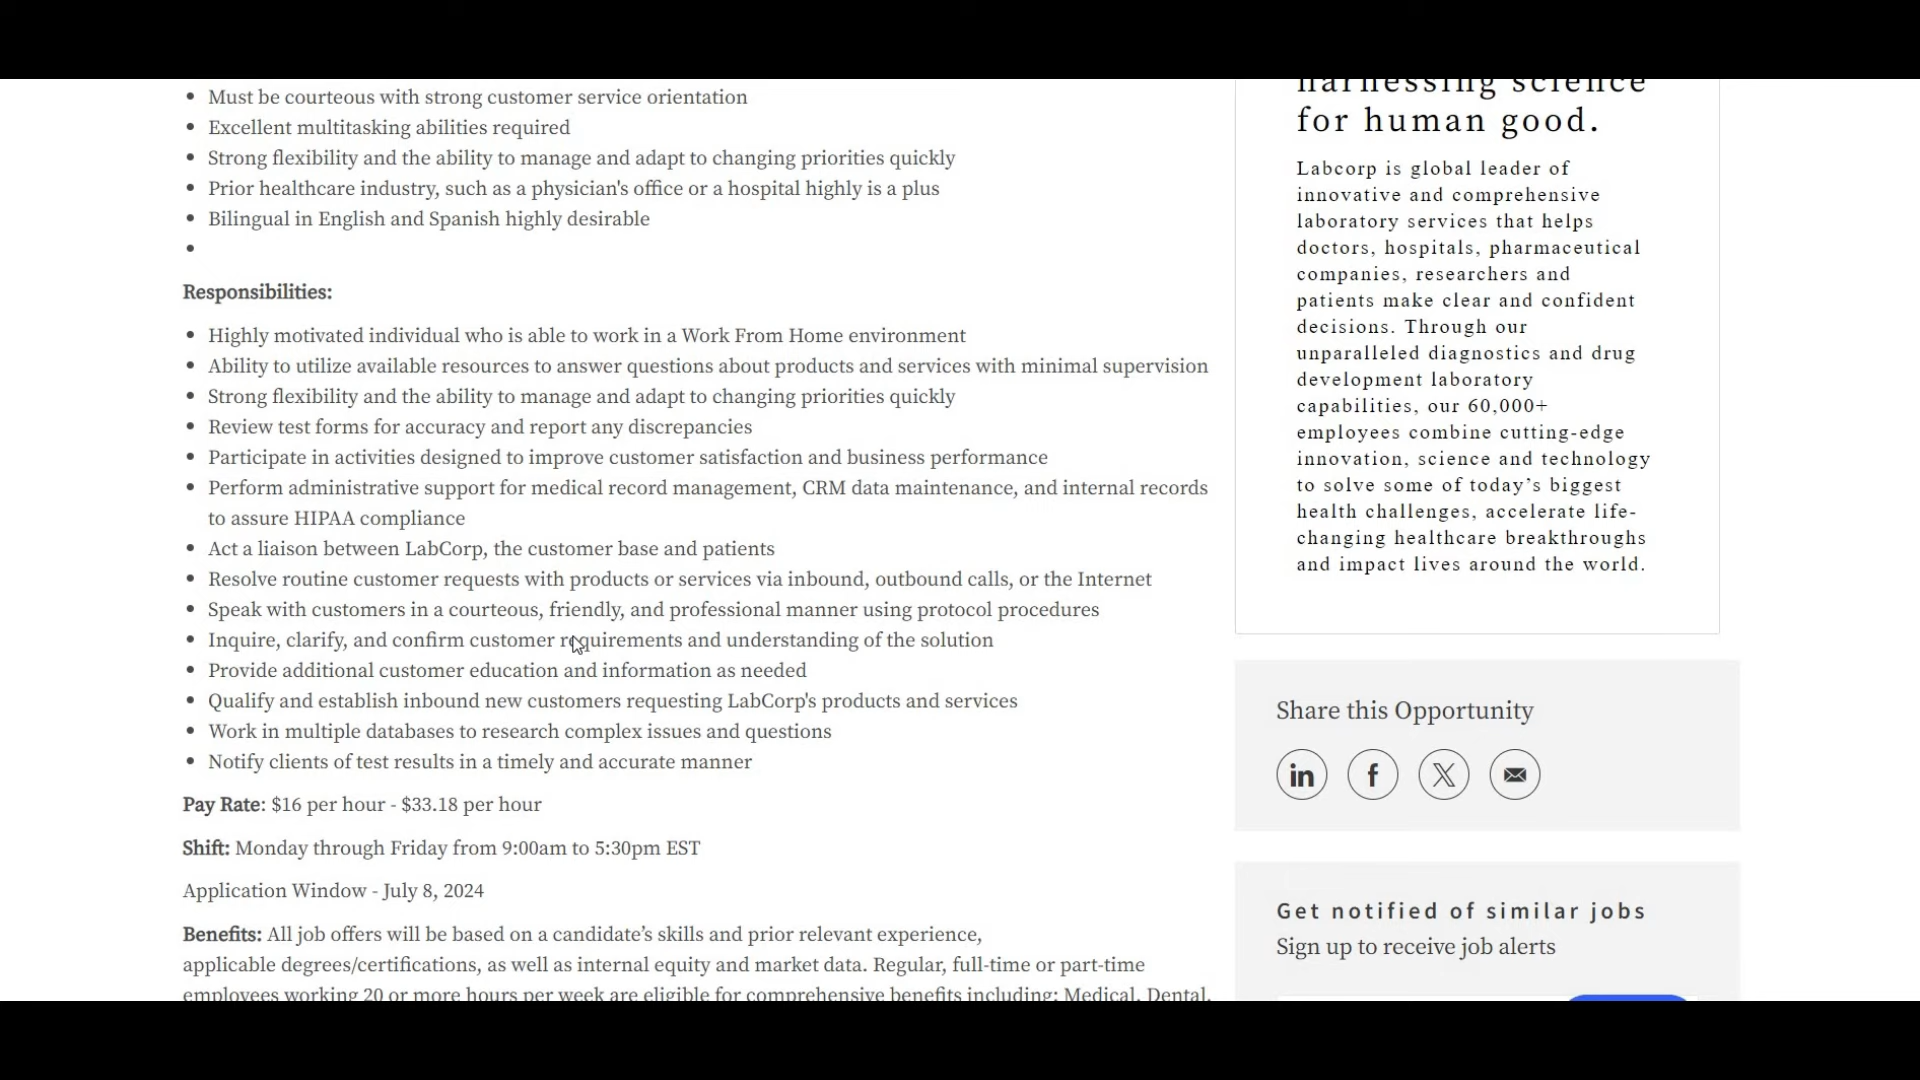 Must be courteous with strong customer service orientation
Excellent multitasking abilities required
Strong flexibility and the ability to manage and adapt to changing priorities quickly
Prior healthcare industry, such as a physician's office or a hospital highly is a plus
Bilingual in English and Spanish highly desirable
Responsibilities:
Highly motivated individual who is able to work in a Work From Home environment
Ability to utilize available resources to answer questions about products and services with minimal supervision
Strong flexibility and the ability to manage and adapt to changing priorities quickly
Review test forms for accuracy and report any discrepancies
Participate in activities designed to improve customer satisfaction and business performance
Perform administrative support for medical record management, CRM data maintenance, and internal records
to assure HIPAA compliance
Act a liaison between LabCorp, the customer base and patients
Resolve routine customer requests with products or services via inbound, outbound calls, or the Internet
Speak with customers in a courteous, friendly, and professional manner using protocol procedures
Inquire, clarify, and confirm customer requirements and understanding of the solution
Provide additional customer education and information as needed
Qualify and establish inbound new customers requesting LabCorp's products and services
Work in multiple databases to research complex issues and questions
Notify clients of test results in a timely and accurate manner
Pay Rate: $16 per hour - $33.18 per hour
Shift: Monday through Friday from 9:00am to 5:30pm EST
Application Window - July 8, 2024
Benefits: All job offers will be based on a candidate’s skills and prior relevant experience,
applicable degrees/certifications, as well as internal equity and market data. Regular, full-time or part-time
employees working 20 or more hours per week are eligible for comprehensive benefits including: Medical, Dental,
harnessing science
for human good.
Labcorp is global leader of
innovative and comprehensive
laboratory services that helps
doctors, hospitals, pharmaceutical
companies, researchers and
patients make clear and confident
decisions. Through our
unparalleled diagnostics and drug
development laboratory
capabilities, our 60,000+
employees combine cutting-edge
innovation, science and technology
to solve some of today’s biggest
health challenges, accelerate life-
changing healthcare breakthroughs
and impact lives around the world.
Share this Opportunity
Get notified of similar jobs
Sign up to receive job alerts